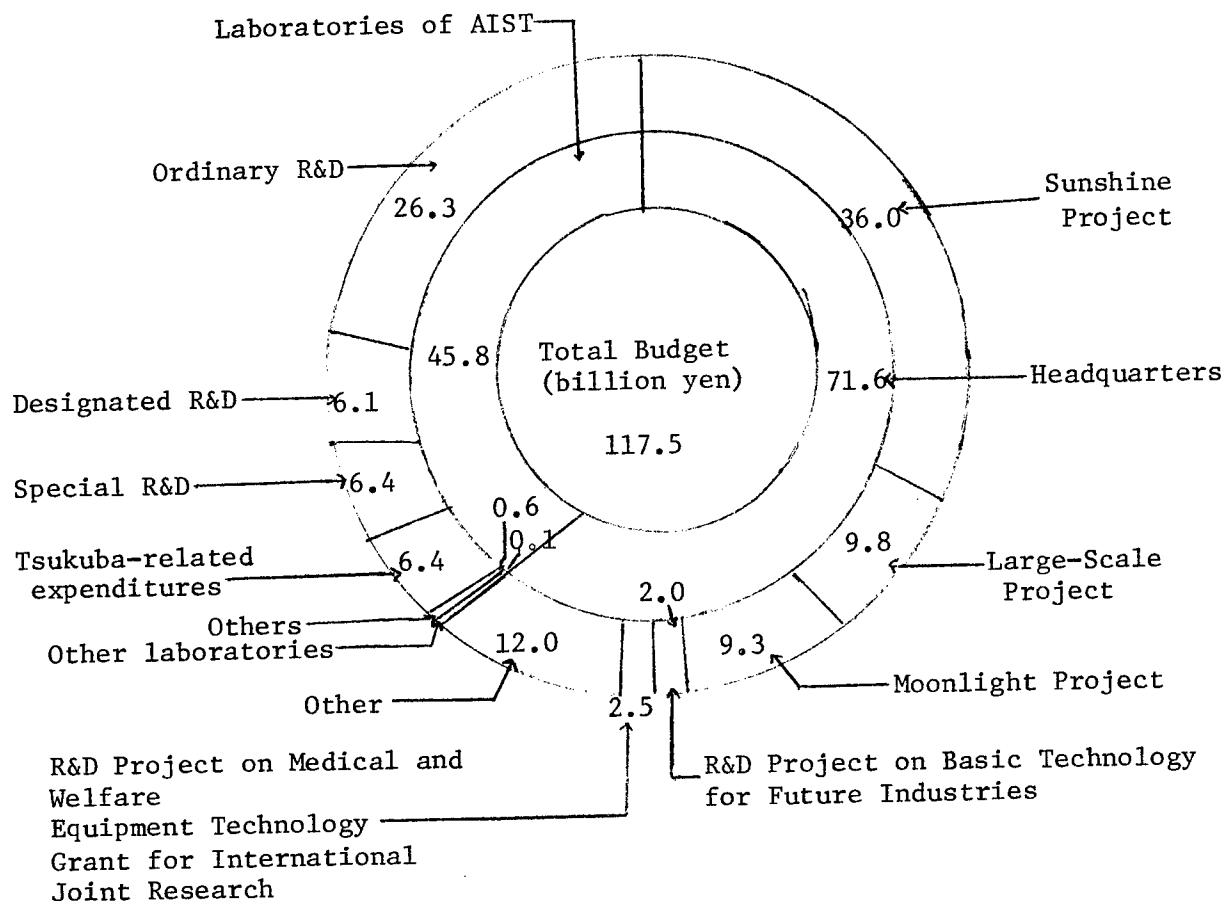 Laboratories of AIST
Ordinary R&D
26.3
36.0
Sunshine
Project
45.8
Total Budget
(billion yen)
117.5
71.6
Headquarters
Designated R&D
6.1
Special R&D
6.4
0.6
0.1
Tsukuba-related
expenditures
6.4
9.8
Large-Scale
Project
Others
Other laboratories
2.0
12.0
9.3
Moonlight Project
Other
2.5
R&D Project on Medical and
Welfare
Equipment Technology
Grant for International
Joint Research
R&D Project on Basic Technology
for Future Industries